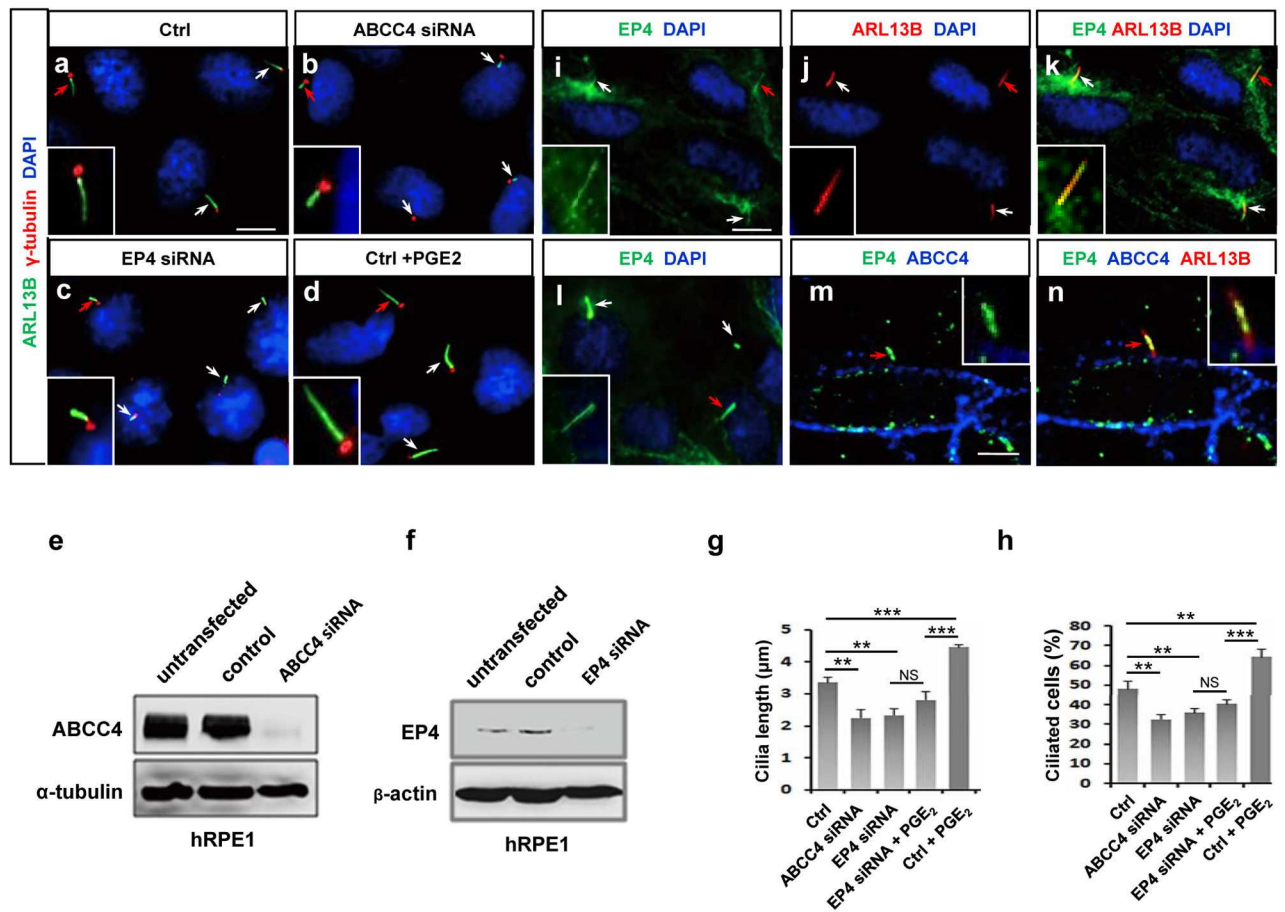 ARL13B γ-tubulin DAPI
Ctrl
ABCC4 siRNA
EP4 DAPI
ARL13B DAPI
EP4 ARL13B DAPI
a
b
i
j
k
EP4 siRNA
Ctrl +PGE2
EP4 DAPI
EP4 ABCC4
EP4 ABCC4 ARL13B
c
d
l
m
n
e
untransfected
control
ABCC4 siRNA
ABCC4
α-tubulin
hRPE1
f
untransfected
control
EP4 siRNA
EP4
β-actin
hRPE1
g
Cilia length (µm)
5
4
3
2
1
0
***
**
***
**
NS
Ctrl
ABCC4 siRNA
EP4 siRNA
EP4 siRNA + PGE₂
Ctrl + PGE₂
h
Ciliated cells (%)
80
70
60
50
40
30
20
10
0
**
**
***
**
NS
Ctrl
ABCC4 siRNA
EP4 siRNA
EP4 siRNA + PGE₂
Ctrl + PGE₂